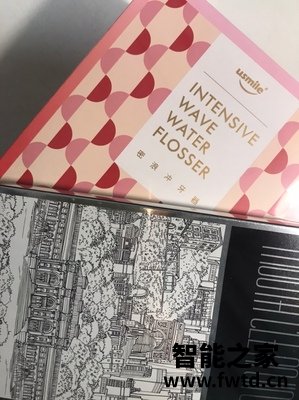 usmile
INTENSIVE
WAVE
WATER
FLOSSER
密浪冲牙器
智能之家
www.fwtd.cn